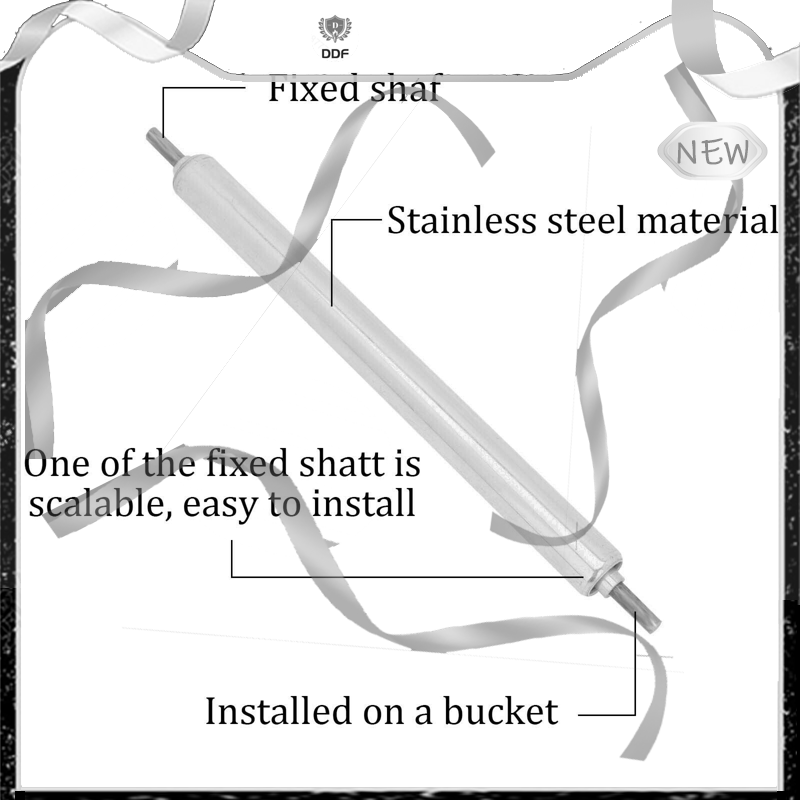 DDF
Fixed shaf
NEW
Stainless steel material
One of the fixed shatt is
scalable, easy to install
Installed on a bucket